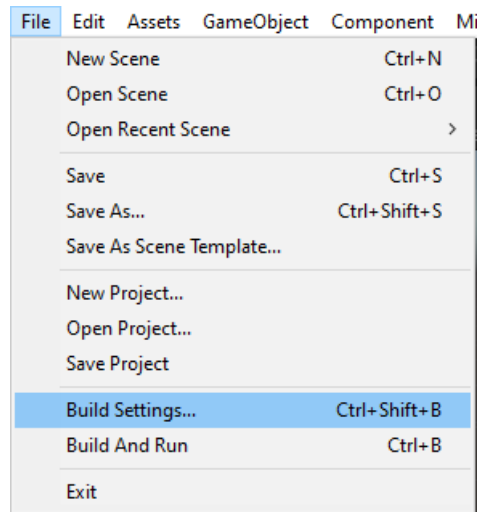 File Edit Assets GameObject Component Mi
New Scene Ctrl+N
Open Scene Ctrl+O
Open Recent Scene >
Save Ctrl+S
Save As... Ctrl+Shift+S
Save As Scene Template...
New Project...
Open Project...
Save Project
Build Settings... Ctrl+Shift+B
Build And Run Ctrl+B
Exit